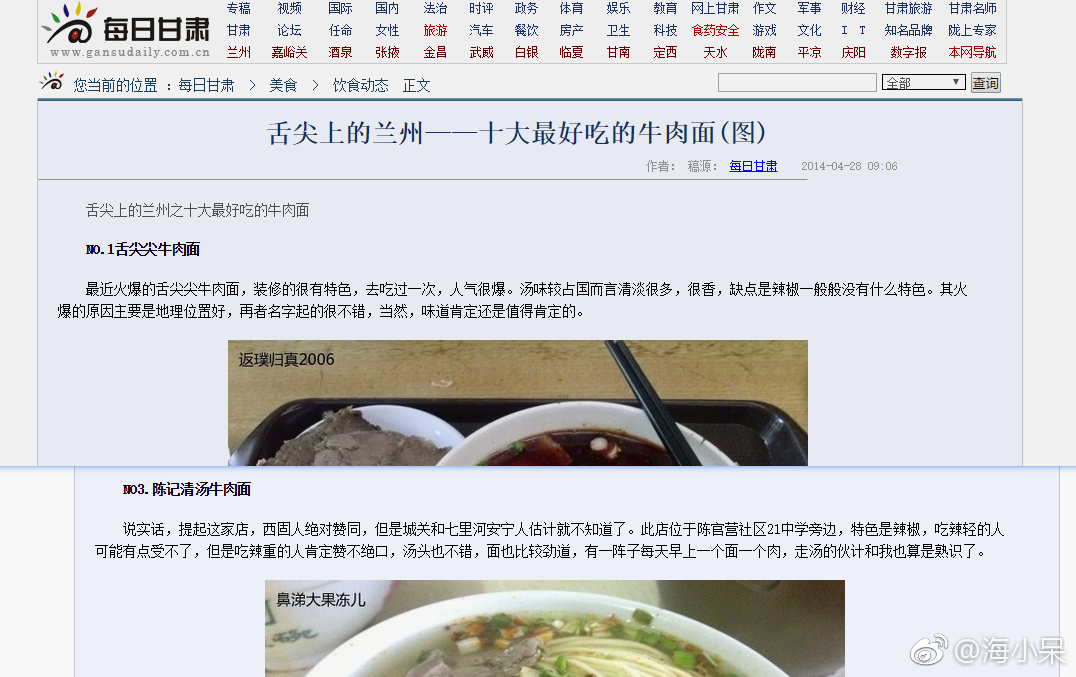 每日甘肃
www.gansudaily.com.cn
专稿 视频 国际 国内 法治 时评 政务 体育 娱乐 教育 网上甘肃 作文 军事 财经 甘肃旅游 甘肃名师
甘肃 论坛 任命 女性 旅游 汽车 餐饮 房产 卫生 科技 食药安全 游戏 文化 I T 知名品牌 陇上专家
兰州 嘉峪关 酒泉 张掖 金昌 武威 白银 临夏 甘南 定西 天水 陇南 平凉 庆阳 数字报 本网导航
您当前的位置 ：每日甘肃 > 美食 > 饮食动态 正文
全部 查询
舌尖上的兰州——十大最好吃的牛肉面(图)
作者： 稿源： 每日甘肃 2014-04-28 09:06
舌尖上的兰州之十大最好吃的牛肉面
NO.1舌尖尖牛肉面
最近火爆的舌尖尖牛肉面，装修的很有特色，去吃过一次，人气很爆。汤味较占国而言清淡很多，很香，缺点是辣椒一般般没有什么特色。其火
爆的原因主要是地理位置好，再者名字起的很不错，当然，味道肯定还是值得肯定的。
返璞归真2006
NO3.陈记清汤牛肉面
说实话，提起这家店，西固人绝对赞同，但是城关和七里河安宁人估计就不知道了。此店位于陈官营社区21中学旁边，特色是辣椒，吃辣轻的人
可能有点受不了，但是吃辣重的人肯定赞不绝口，汤头也不错，面也比较劲道，有一阵子每天早上一个面一个肉，走汤的伙计和我也算是熟识了。
鼻涕大果冻儿
@海小呆